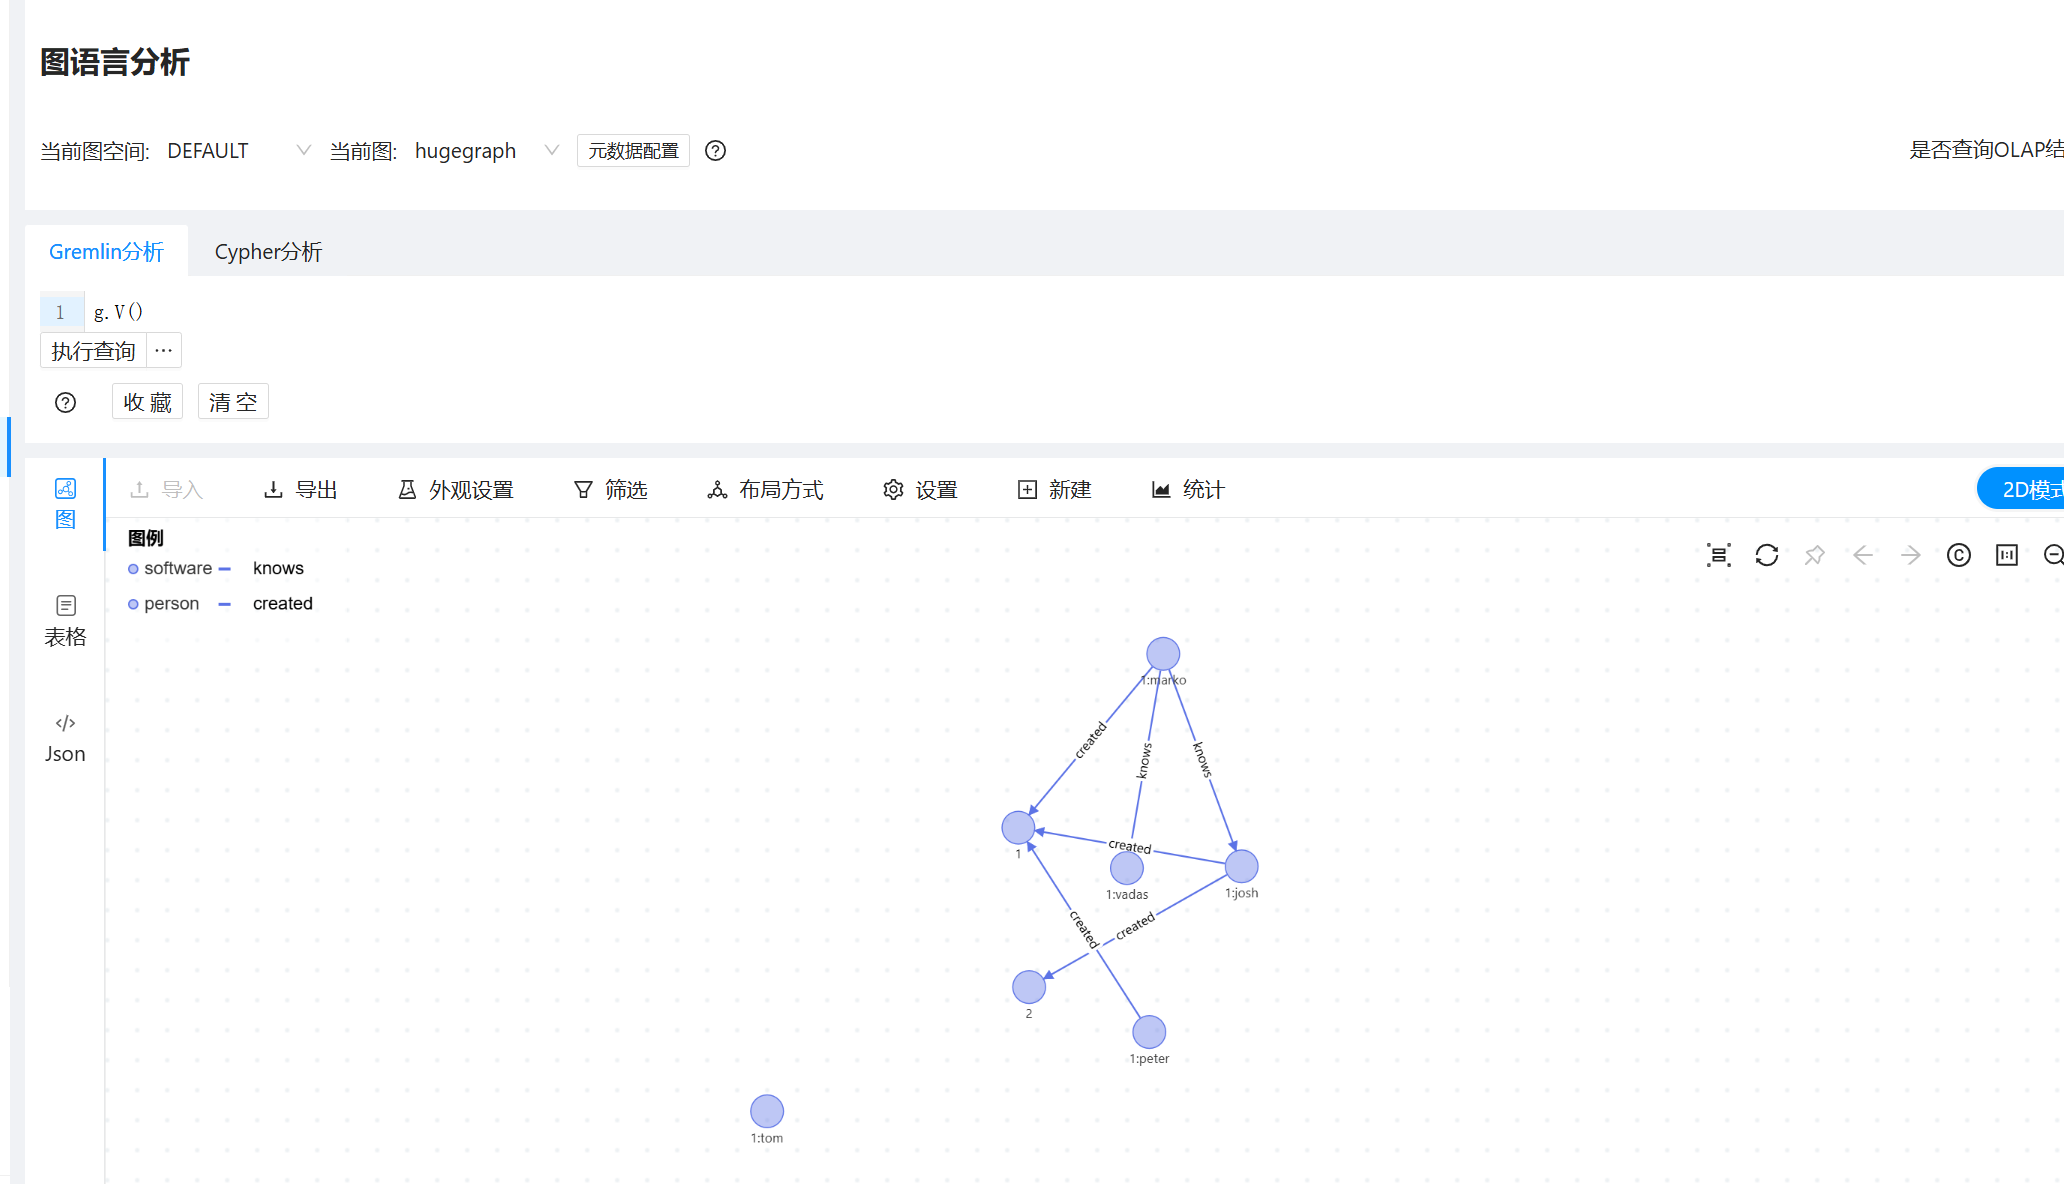 图语言分析
当前图空间: DEFAULT 当前图: hugegraph 元数据配置 是否查询OLAP结
Gremlin分析 Cypher分析
1 g.V()
执行查询 ...
收 藏 清 空
导入 导出 外观设置 筛选 布局方式 设置 新建 统计 2D模式
图
图例
software knows
person created
表格
Json
1:marko
created
knows
knows
1
created
1:vadas
1:josh
created
created
2
1:peter
1:tom